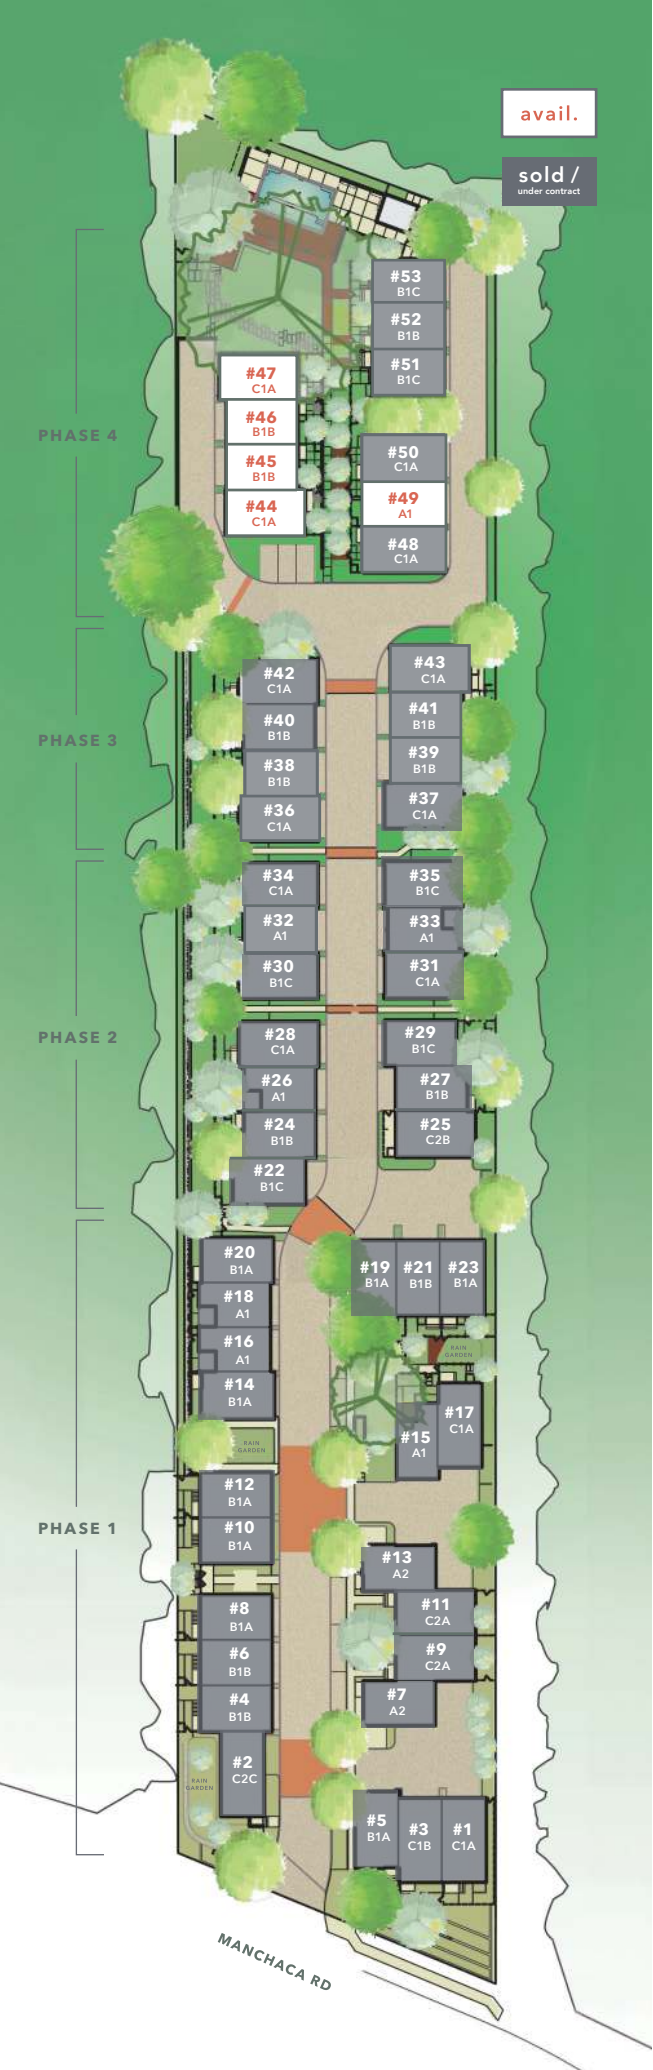 avail.
sold /
under contract
#53
B1C
#52
B1B
#51
B1C
#47
C1A
#46
B1B
#45
B1B
#44
C1A
#50
C1A
#49
A1
#48
C1A
PHASE 4
#42
C1A
#43
C1A
#40
B1B
#41
B1B
#38
B1B
#39
B1B
#36
C1A
#37
C1A
PHASE 3
#34
C1A
#35
B1C
#32
A1
#33
A1
#30
B1C
#31
C1A
#28
C1A
#29
B1C
#26
A1
#27
B1B
#24
B1B
#25
C2B
#22
B1C
PHASE 2
#20
B1A
#19
B1A
#21
B1B
#23
B1A
#18
A1
#16
A1
#14
B1A
RAIN
GARDEN
#17
C1A
#15
A1
RAIN
GARDEN
#12
B1A
#10
B1A
PHASE 1
#13
A2
#11
C2A
#8
B1A
#9
C2A
#6
B1B
#7
A2
#4
B1B
#2
C2C
RAIN
GARDEN
#5
B1A
#3
C1B
#1
C1A
MANCHACA RD